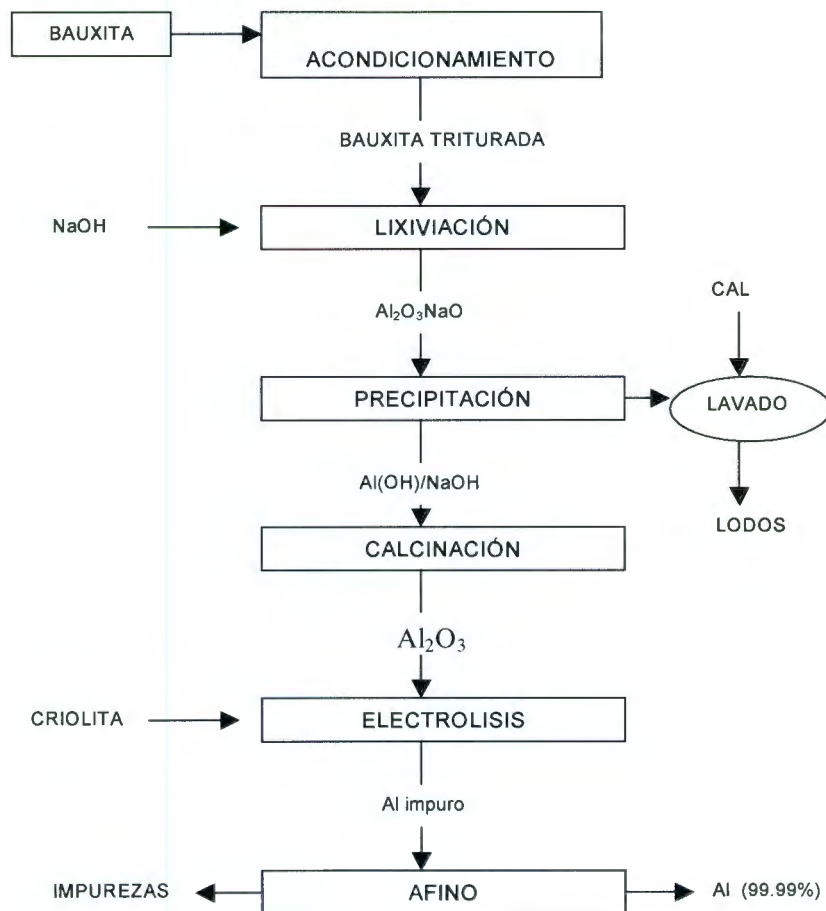 BAUXITA
ACONDICIONAMIENTO
BAUXITA TRITURADA
NaOH
LIXIVIACIÓN
Al₂O₃NaO
CAL
PRECIPITACIÓN
LAVADO
Al(OH)/NaOH
LODOS
CALCINACIÓN
Al₂O₃
CRIOLITA
ELECTROLISIS
Al impuro
IMPUREZAS
AFINO
Al (99.99%)